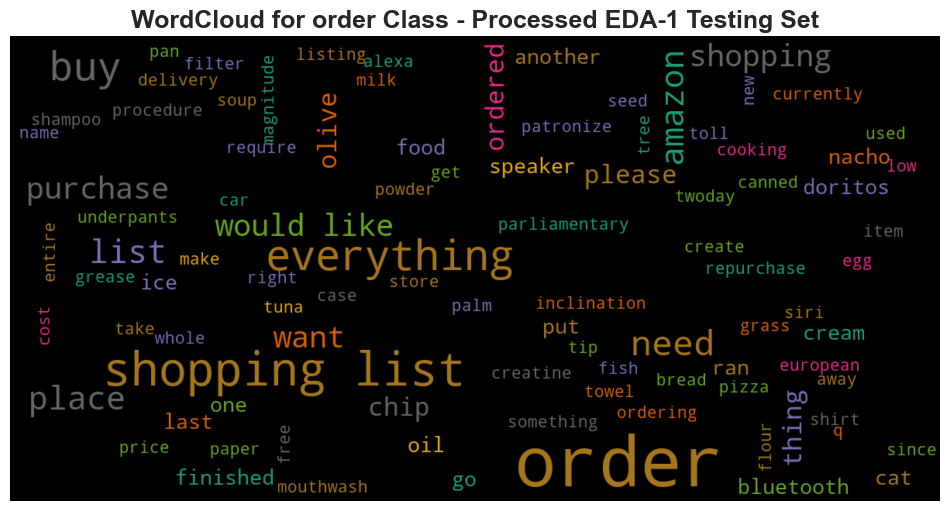 WordCloud for order Class - Processed EDA-1 Testing Set
buy
pan
filter
delivery
shampoo
procedure
name
soup
magnitude
listing
alexa
milk
require
olive
food
ordered
another
patronize
speaker
seed
tree
amazon
shopping
new
currently
toll
used
cooking
nacho
low
please
twoday
canned
doritos
purchase
underpants
car
would like
powder
get
parliamentary
create
repurchase
item
egg
entire
list
grease
ice
make
right
everything
store
case
tuna
palm
inclination
siri
cost
take
whole
want
put
tip
need
grass
cream
shopping list
creatine
fish
towel
bread
ran
pizza
european
away
place
one
last
chip
something
ordering
thing
shirt
q
price
paper
free
oil
flour
since
finished
mouthwash
go
order
bluetooth
cat